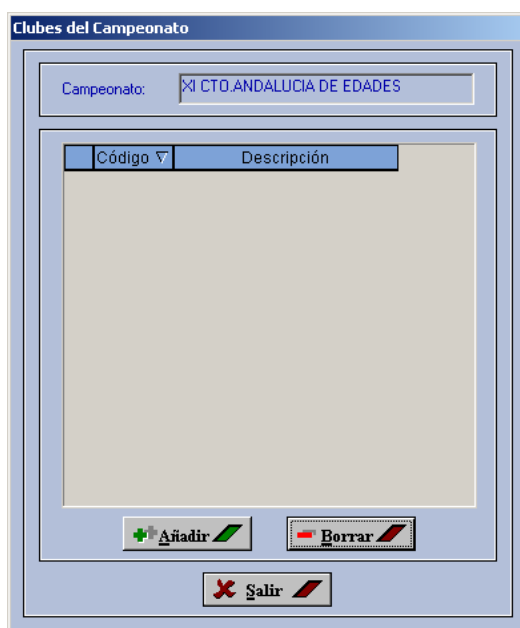 Clubes del Campeonato
Campeonato: XI CTO.ANDALUCIA DE EDADES
Código Descripción
Añadir Borrar
Salir